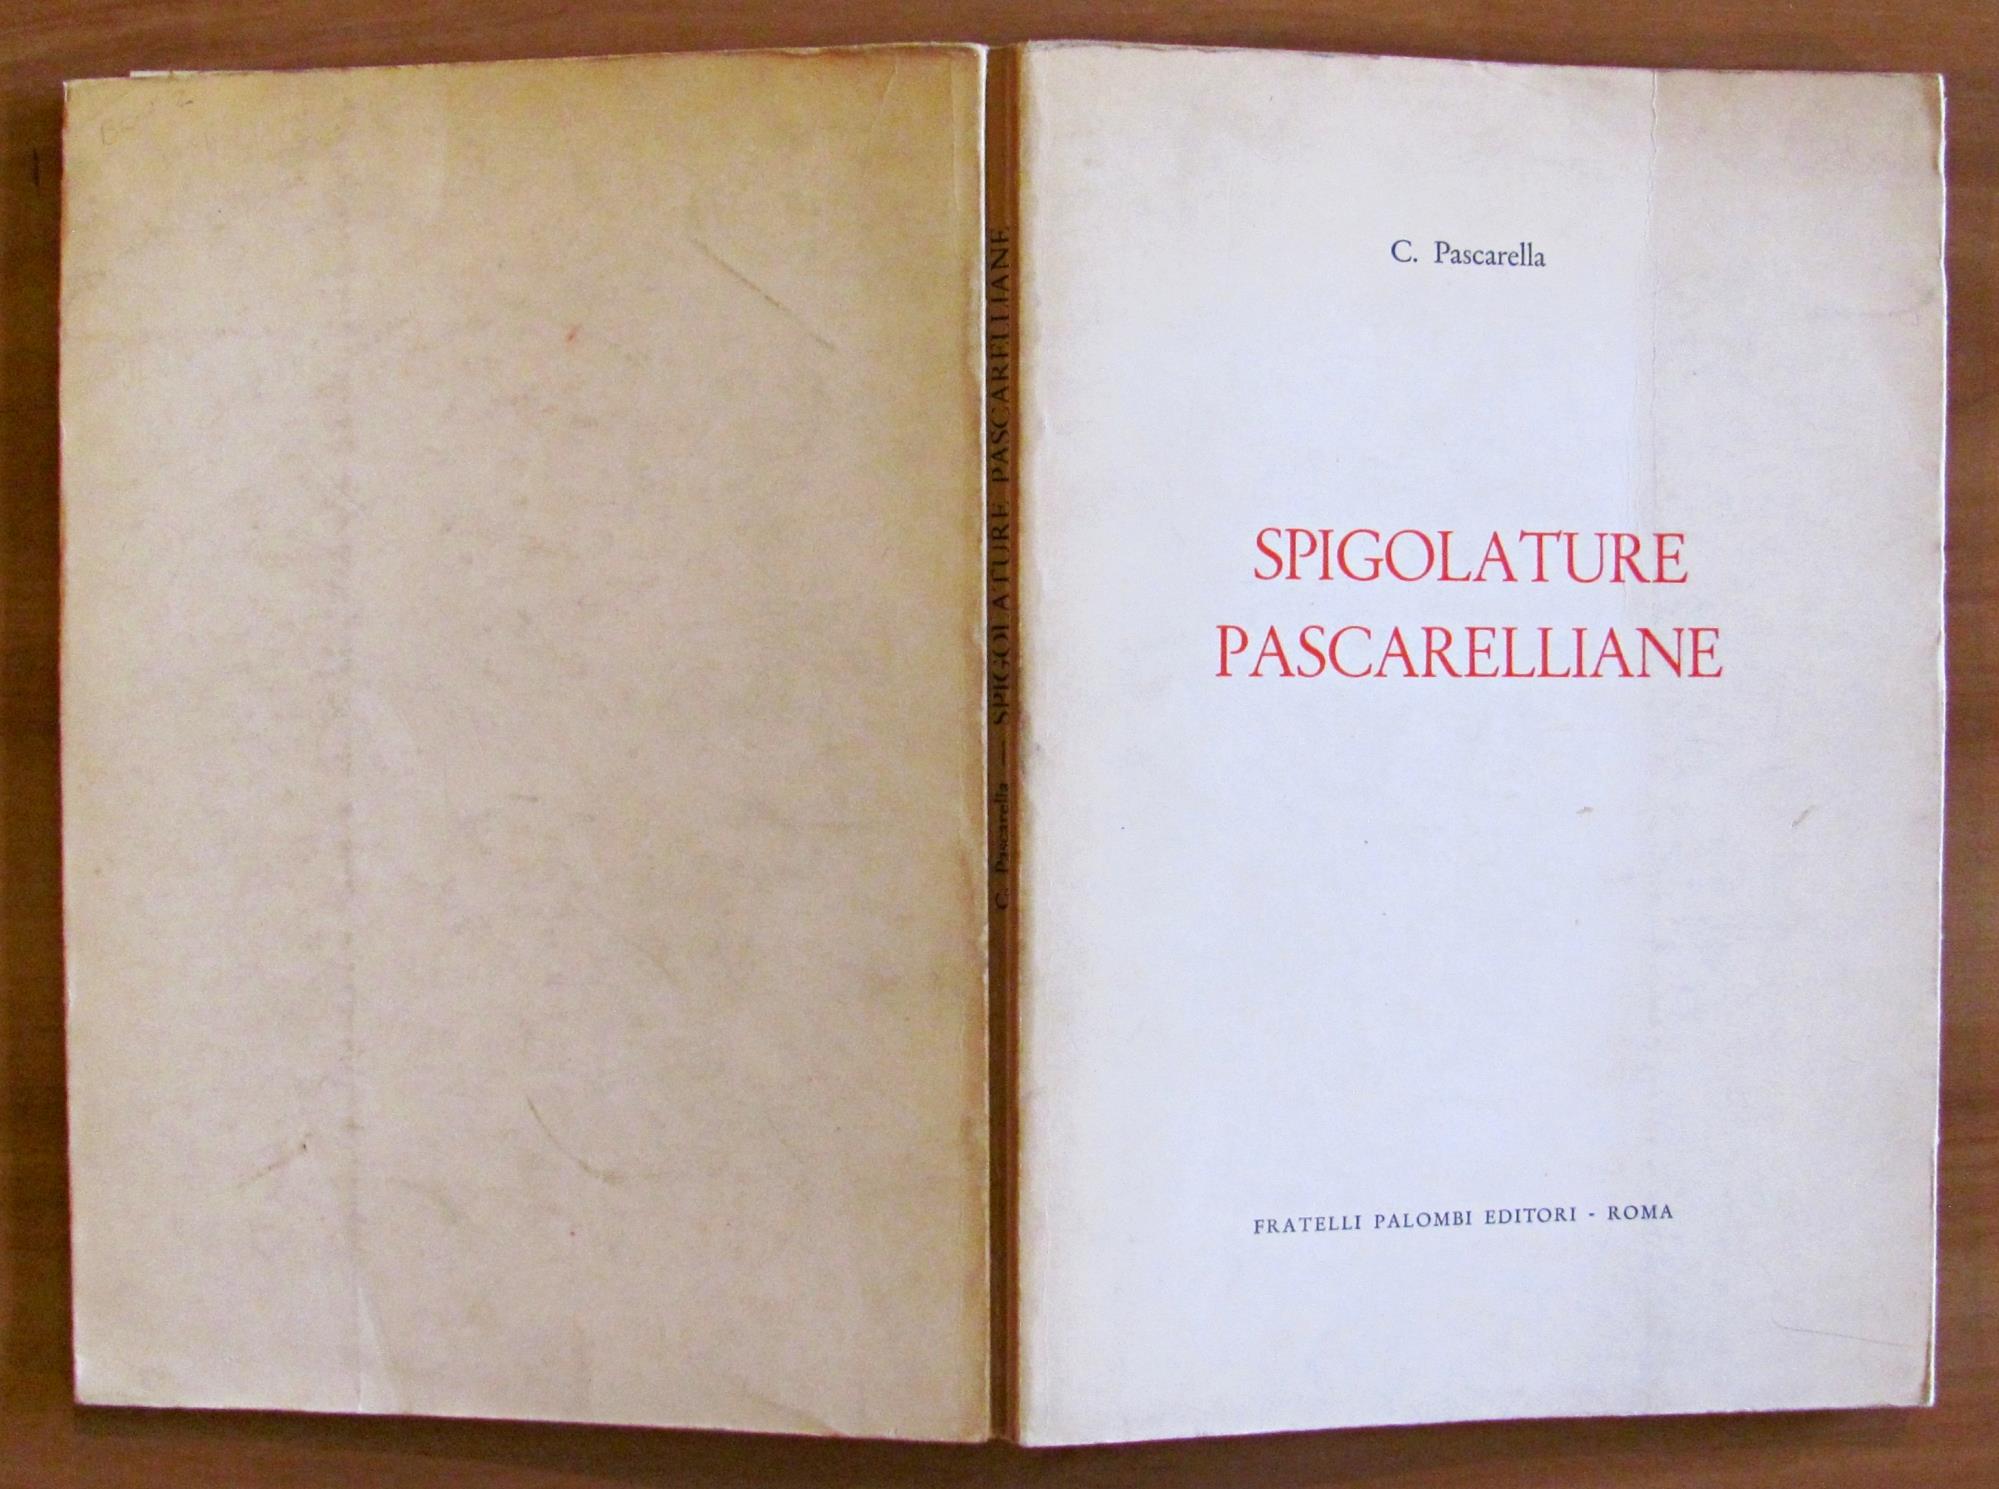 C. Pascarella — SPIGOLATURE PASCARELLIANE
C. Pascarella
SPIGOLATURE
PASCARELLIANE
FRATELLI PALOMBI EDITORI - ROMA